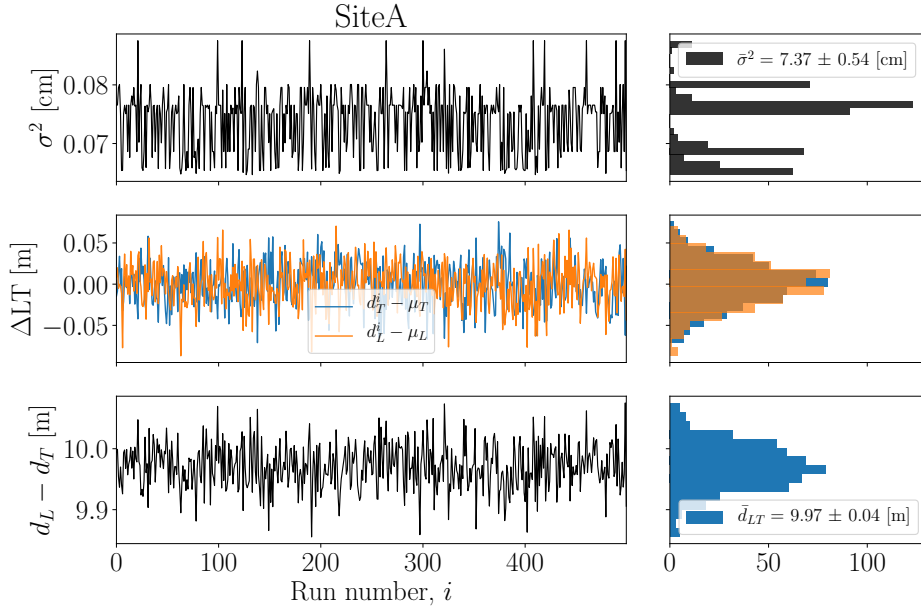 SiteA
σ² [cm]
0.08
0.07
σ̄² = 7.37 ± 0.54 [cm]
ΔLT [m]
0.05
0.00
−0.05
d_T^i − μ_T
d_L^i − μ_L
d_L − d_T [m]
10.0
9.9
d̄_{LT} = 9.97 ± 0.04 [m]
0 100 200 300 400
0 50 100
Run number, i